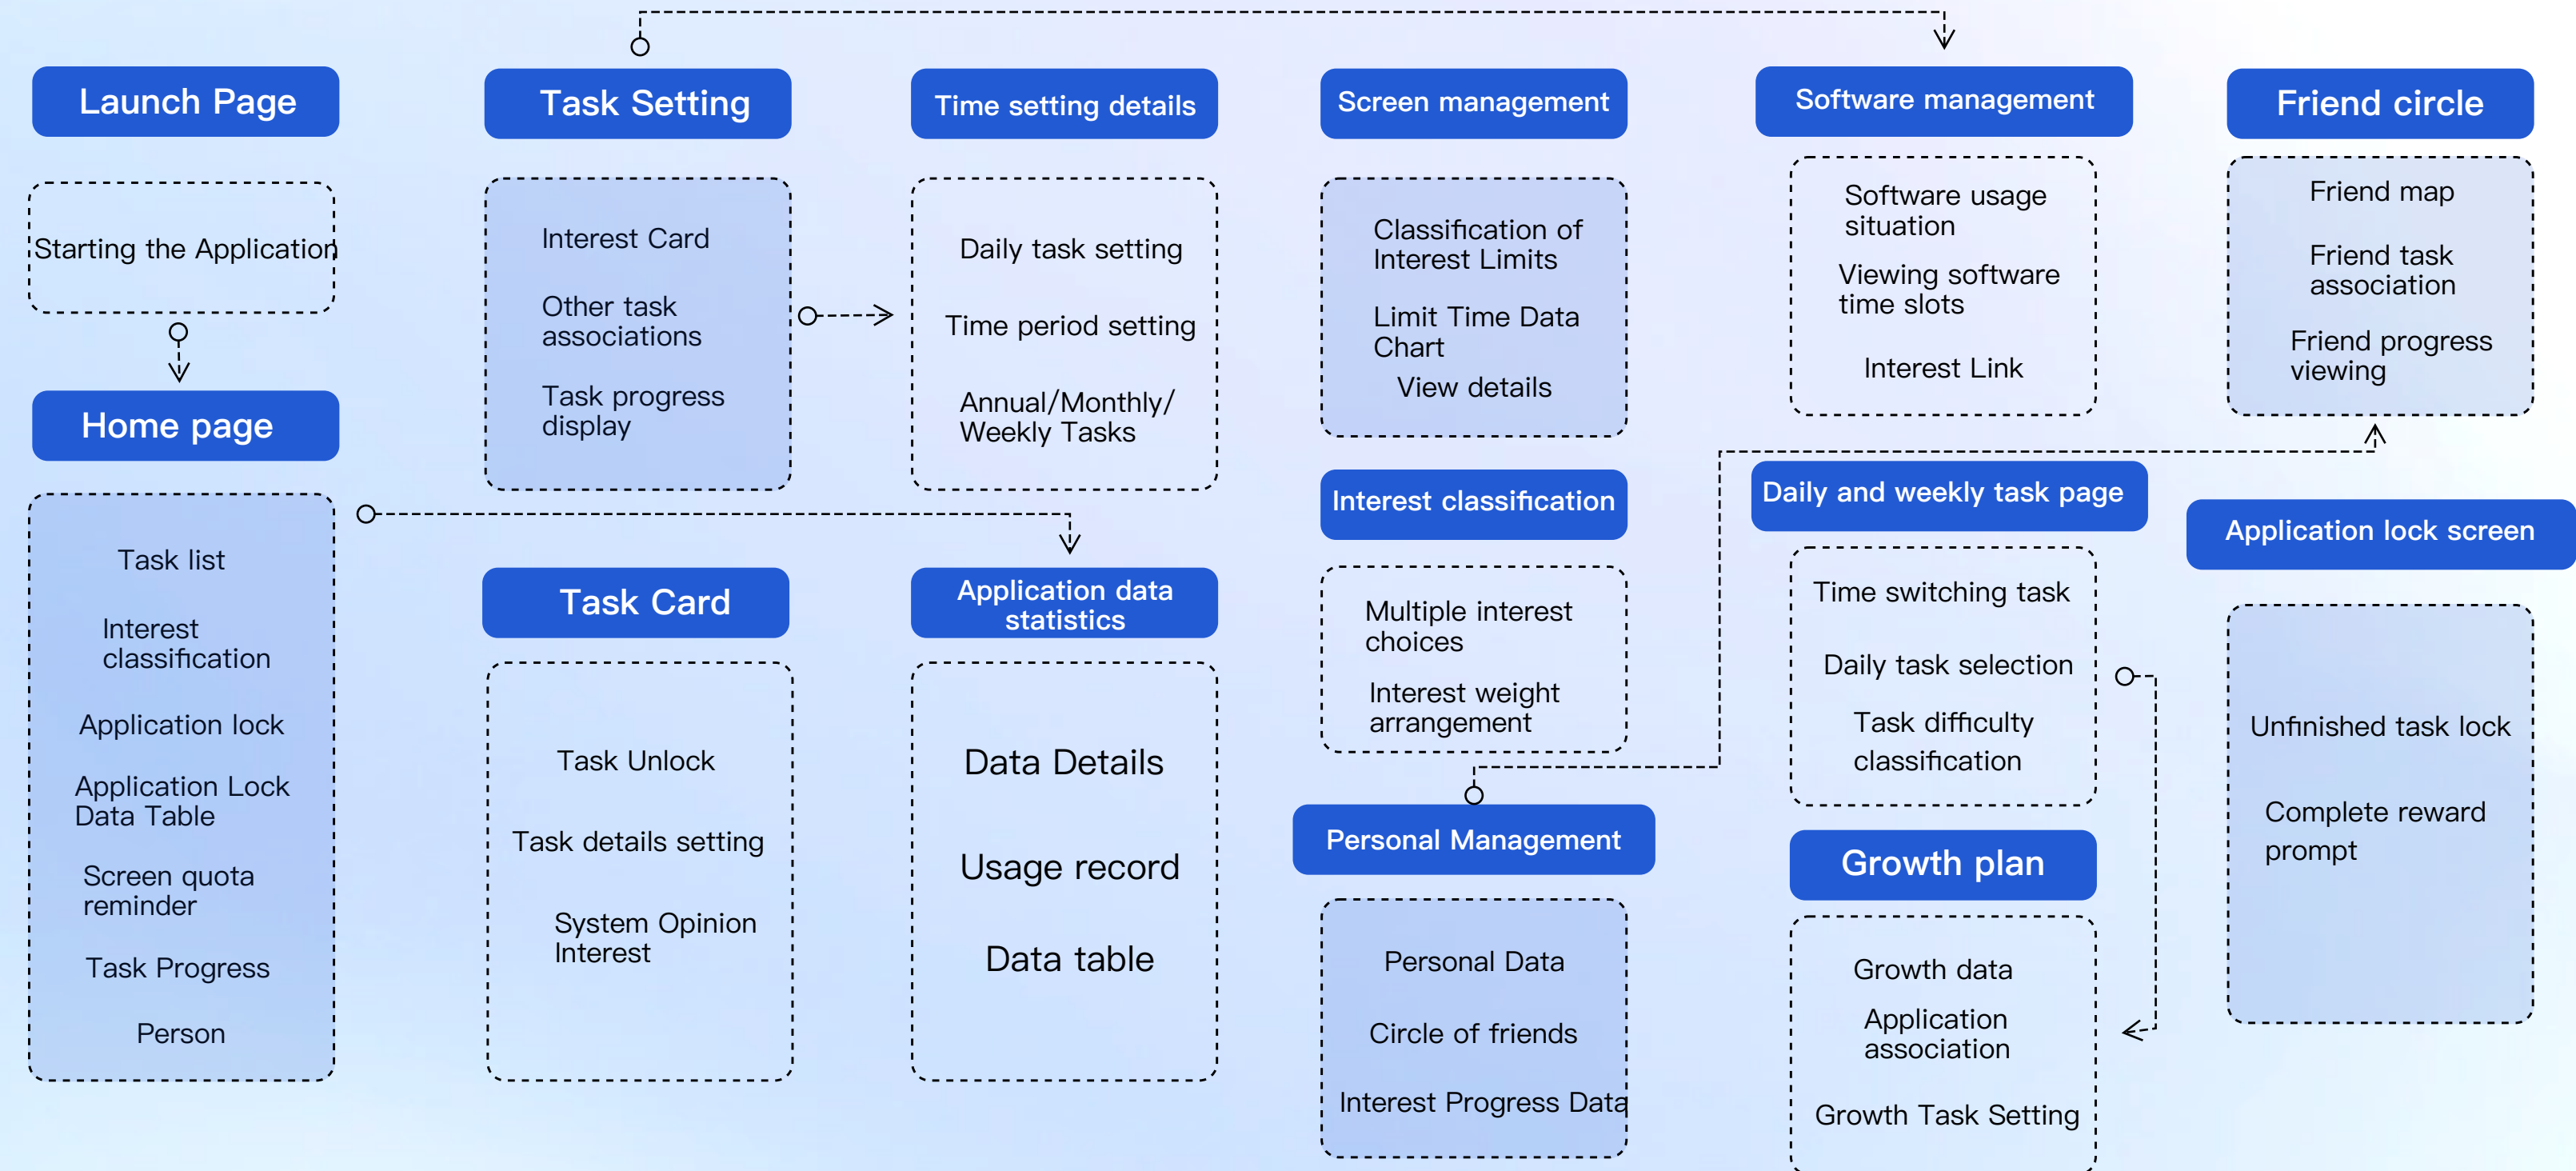 Launch Page
Starting the Application
Home page
Task list
Interest
classification
Application lock
Application Lock
Data Table
Screen quota
reminder
Task Progress
Person
Task Setting
Interest Card
Other task
associations
Task progress
display
Task Card
Task Unlock
Task details setting
System Opinion
Interest
Time setting details
Daily task setting
Time period setting
Annual/Monthly/
Weekly Tasks
Application data
statistics
Data Details
Usage record
Data table
Screen management
Classification of
Interest Limits
Limit Time Data
Chart
View details
Interest classification
Multiple interest
choices
Interest weight
arrangement
Personal Management
Personal Data
Circle of friends
Interest Progress Data
Software management
Software usage
situation
Viewing software
time slots
Interest Link
Daily and weekly task page
Time switching task
Daily task selection
Task difficulty
classification
Growth plan
Growth data
Application
association
Growth Task Setting
Friend circle
Friend map
Friend task
association
Friend progress
viewing
Application lock screen
Unfinished task lock
Complete reward
prompt